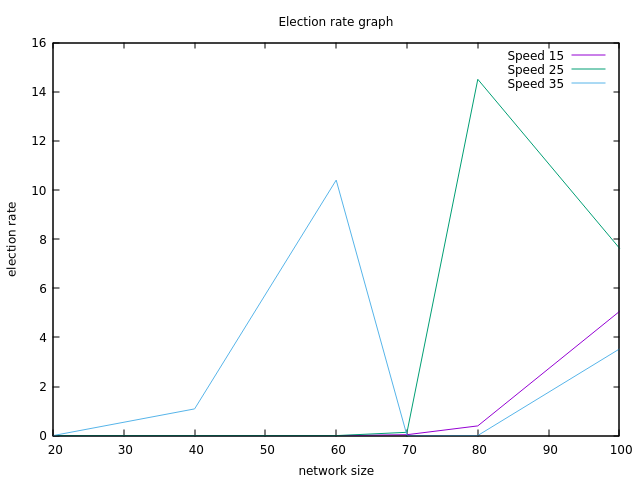 Election rate graph
16
14
12
10
8
6
4
2
0
election rate
Speed 15
Speed 25
Speed 35
20 30 40 50 60 70 80 90 100
network size